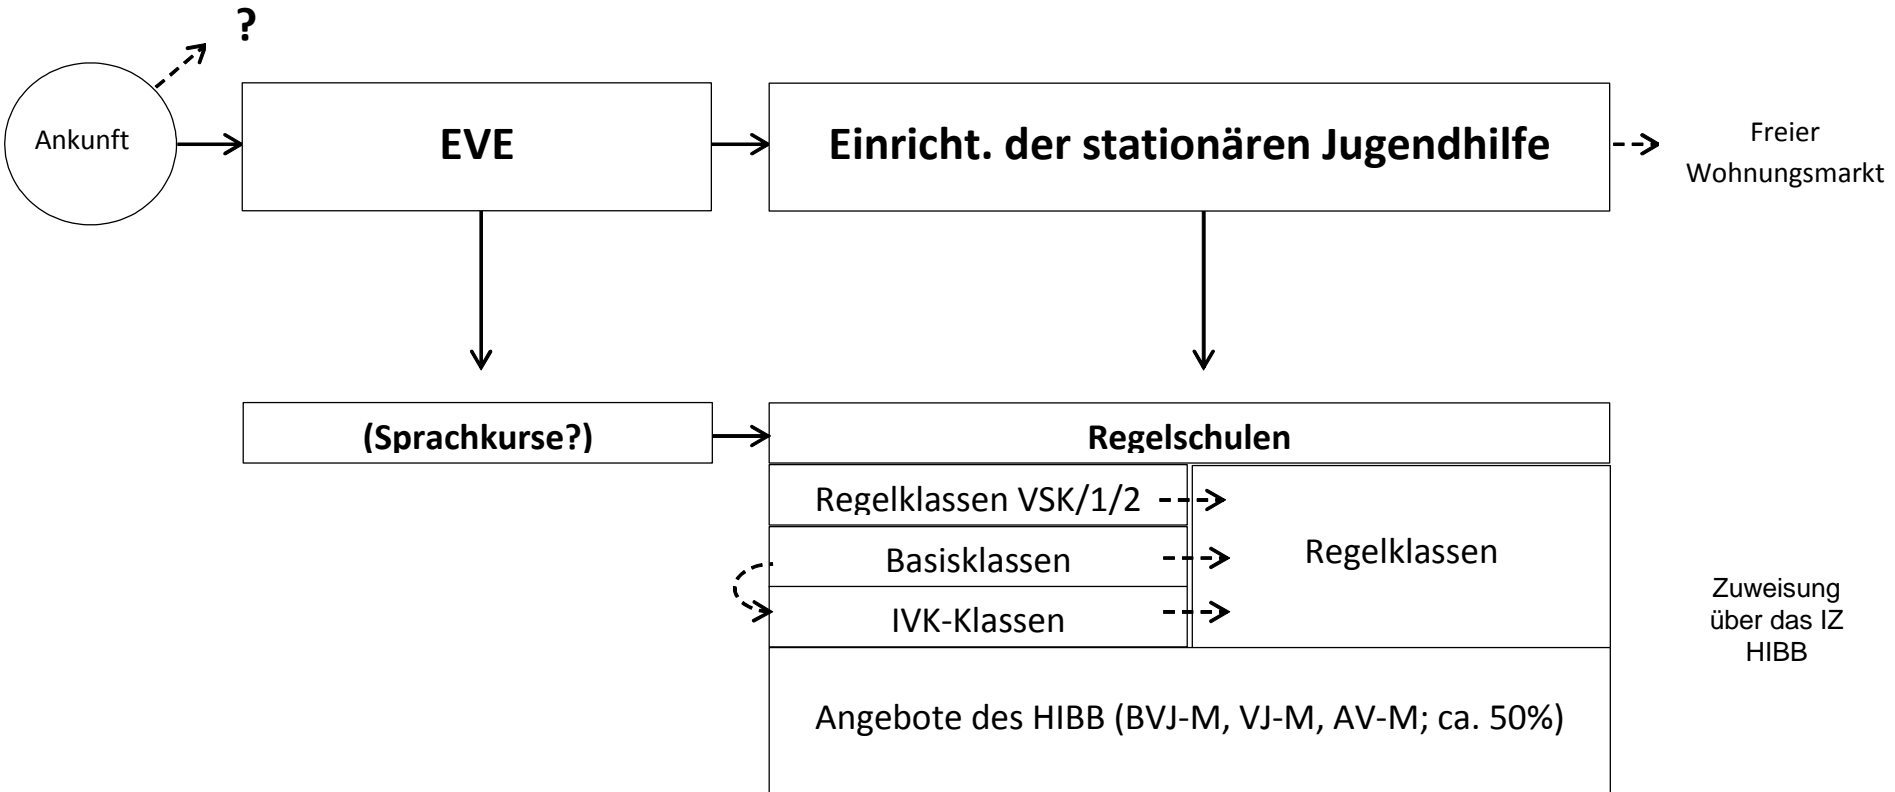 ?
Ankunft
EVE
Einricht. der stationären Jugendhilfe
Freier
Wohnungsmarkt
(Sprachkurse?)
Regelschulen
Regelklassen VSK/1/2
Basisklassen
IVK-Klassen
Regelklassen
Zuweisung
über das IZ
HIBB
Angebote des HIBB (BVJ-M, VJ-M, AV-M; ca. 50%)